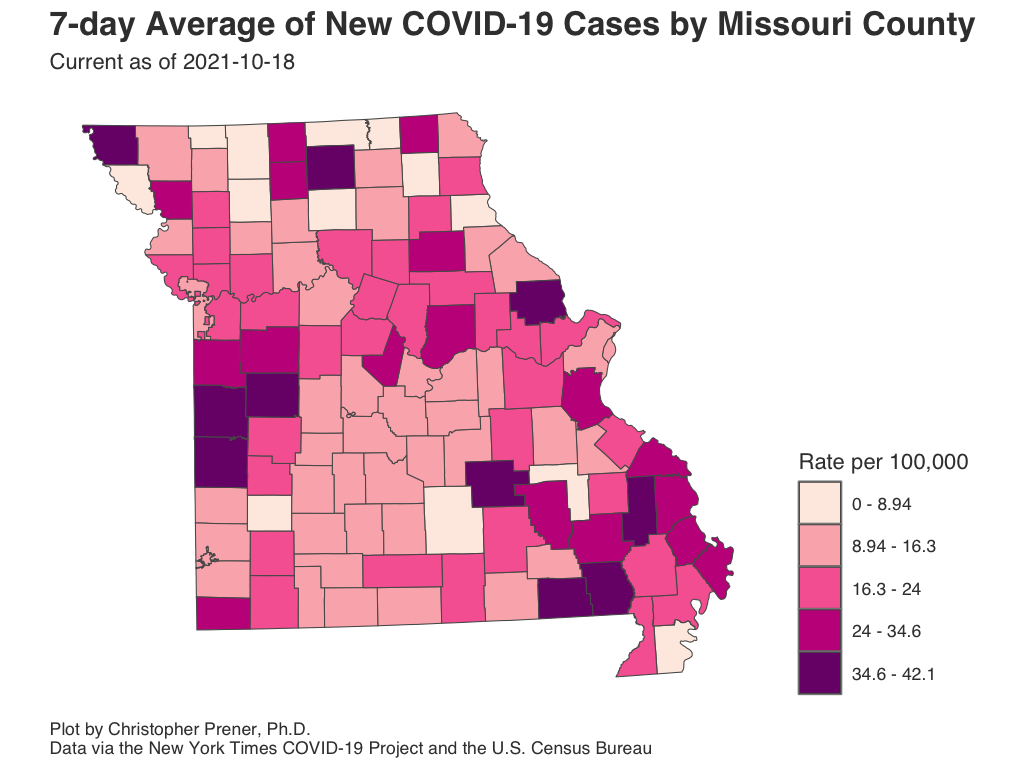 7-day Average of New COVID-19 Cases by Missouri County
Current as of 2021-10-18
Rate per 100,000
0 - 8.94
8.94 - 16.3
16.3 - 24
24 - 34.6
34.6 - 42.1
Plot by Christopher Prener, Ph.D.
Data via the New York Times COVID-19 Project and the U.S. Census Bureau